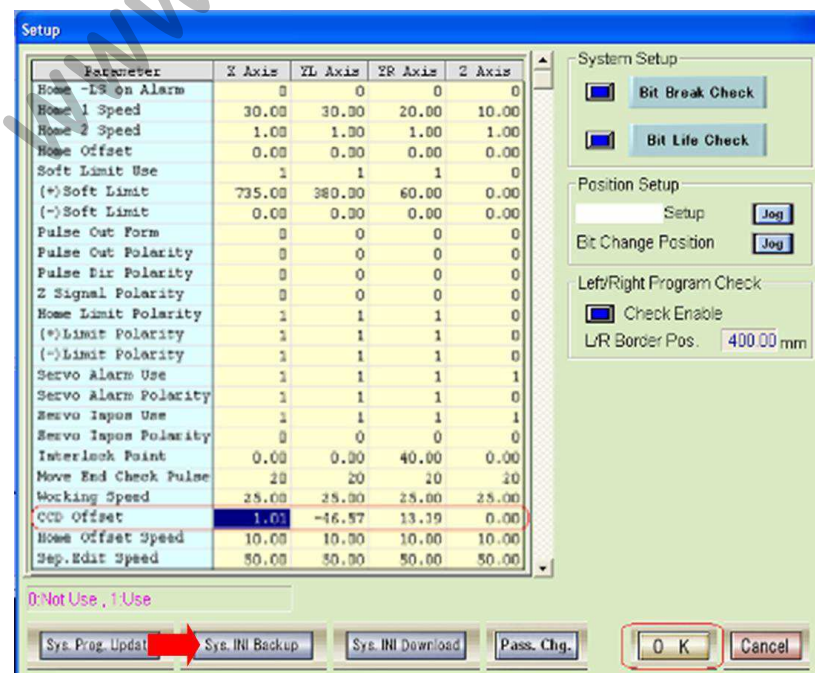 Setup
Parameter X Axis YL Axis YR Axis Z Axis
Home -LS on Alarm 0 0 0 0
Home 1 Speed 30.00 30.00 20.00 10.00
Home 2 Speed 1.00 1.00 1.00 1.00
Home Offset 0.00 0.00 0.00 0.00
Soft Limit Use 1 1 1 0
(+)Soft Limit 735.00 380.00 60.00 0.00
(-)Soft Limit 0.00 0.00 0.00 0.00
Pulse Out Form 0 0 0 0
Pulse Out Polarity 0 0 0 0
Pulse Dir Polarity 0 0 0 0
Z Signal Polarity 0 0 0 0
Home Limit Polarity 1 1 1 0
(+)Limit Polarity 1 1 1 0
(-)Limit Polarity 1 1 1 0
Servo Alarm Use 1 1 1 1
Servo Alarm Polarity 1 1 1 0
Servo Inpos Use 1 1 1 1
Servo Inpos Polarity 0 0 0 0
Interlock Point 0.00 0.00 40.00 0.00
Move End Check Pulse 20 20 20 20
Working Speed 25.00 25.00 25.00 25.00
CCD Offset 1.01 -46.57 13.19 0.00
Home Offset Speed 10.00 10.00 10.00 10.00
Sep.Edit Speed 50.00 50.00 50.00 50.00
0:Not Use , 1:Use
System Setup
Bit Break Check
Bit Life Check
Position Setup
Setup Jog
Bit Change Position Jog
Left/Right Program Check
Check Enable
L/R Border Pos. 400.00 mm
Sys. Prog. Updat Sys. INI Backup Sys. INI Download Pass. Chg. O K Cancel
www